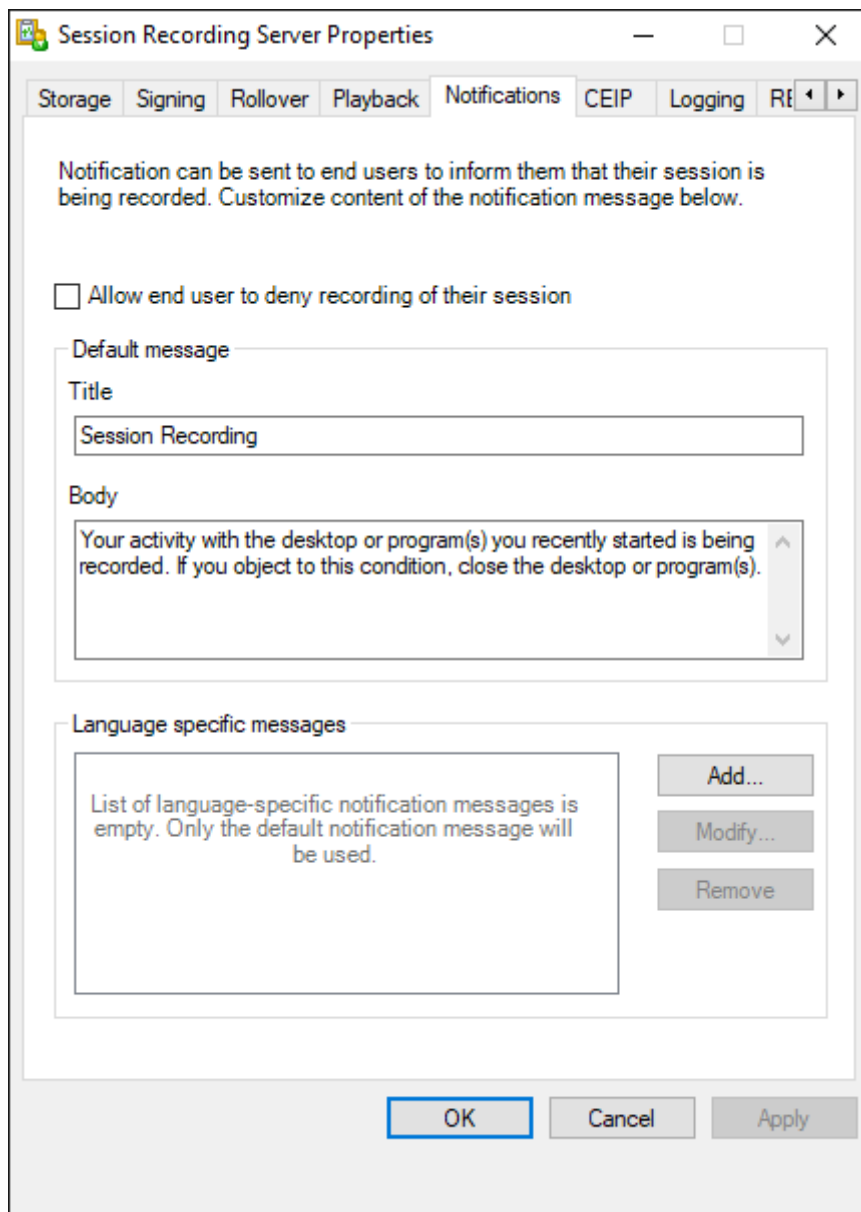 Session Recording Server Properties
Storage
Signing
Rollover
Playback
Notifications
CEIP
Logging
Notification can be sent to end users to inform them that their session is
being recorded. Customize content of the notification message below.
Allow end user to deny recording of their session
Default message
Title
Session Recording
Body
Your activity with the desktop or program(s) you recently started is being
recorded. If you object to this condition, close the desktop or program(s).
Language specific messages
List of language-specific notification messages is
empty. Only the default notification message will
be used.
Add...
Modify...
Remove
OK
Cancel
Apply